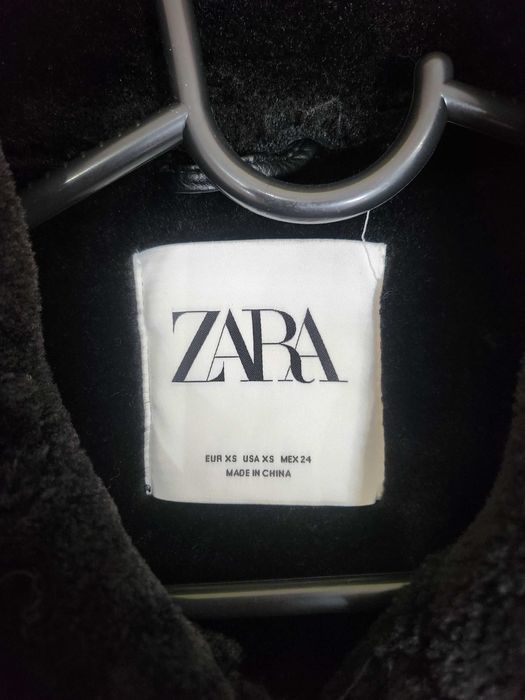 ZARA
EUR XS USA XS MEX 24
MADE IN CHINA